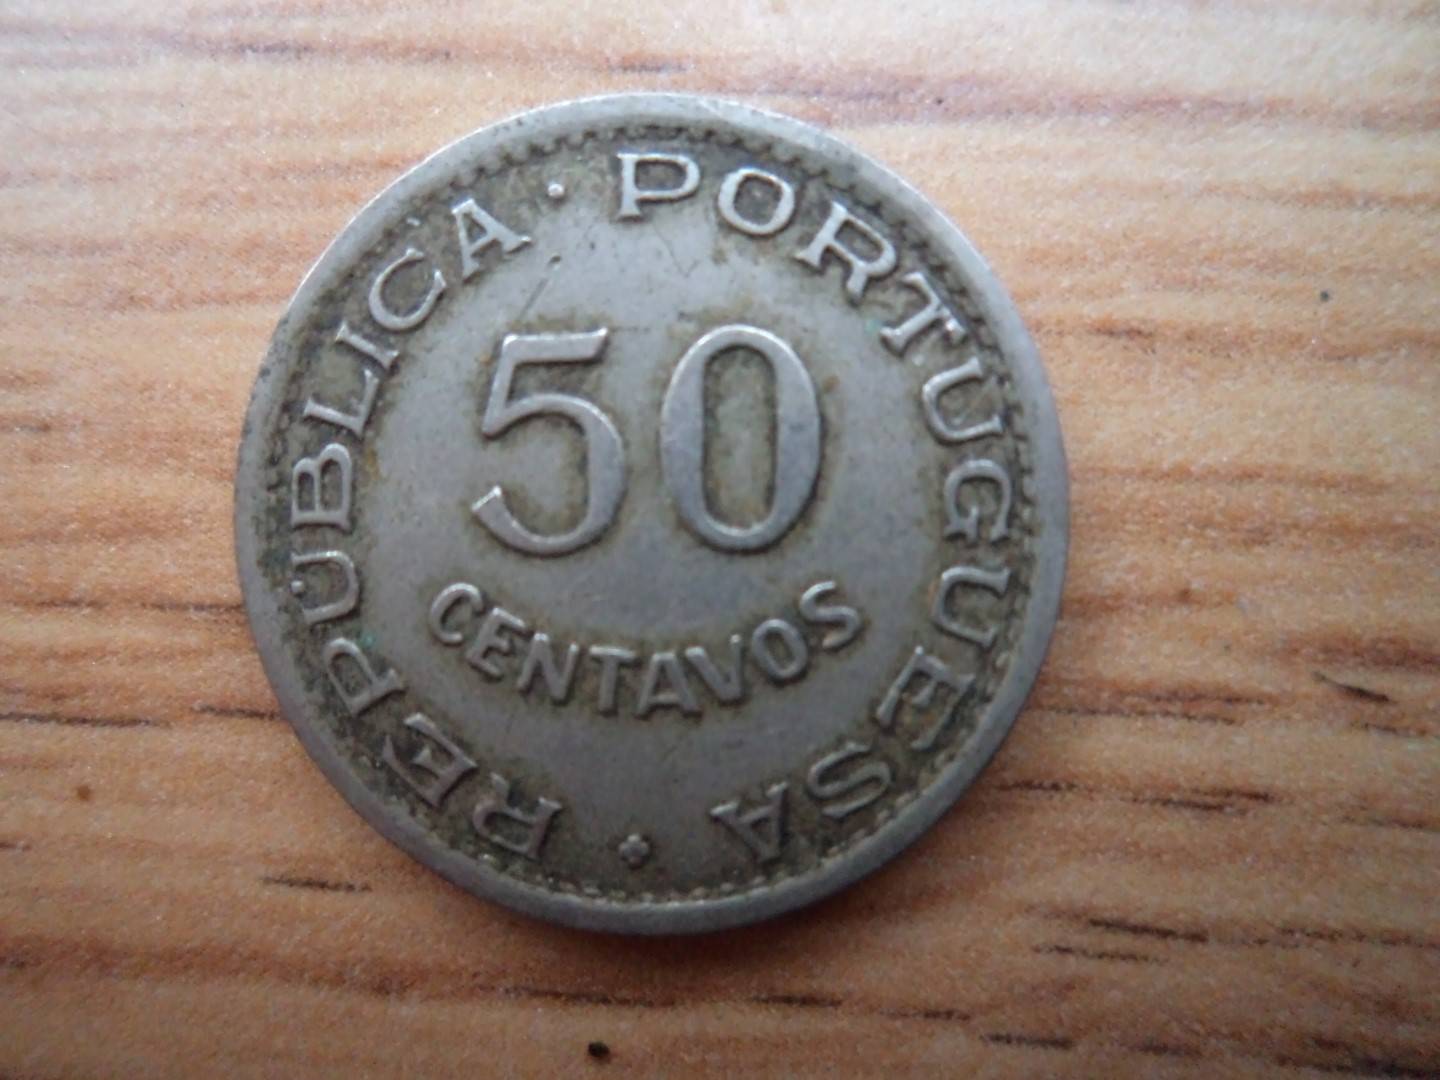 REPÚBLICA · PORTUGUESA
50
CENTAVOS